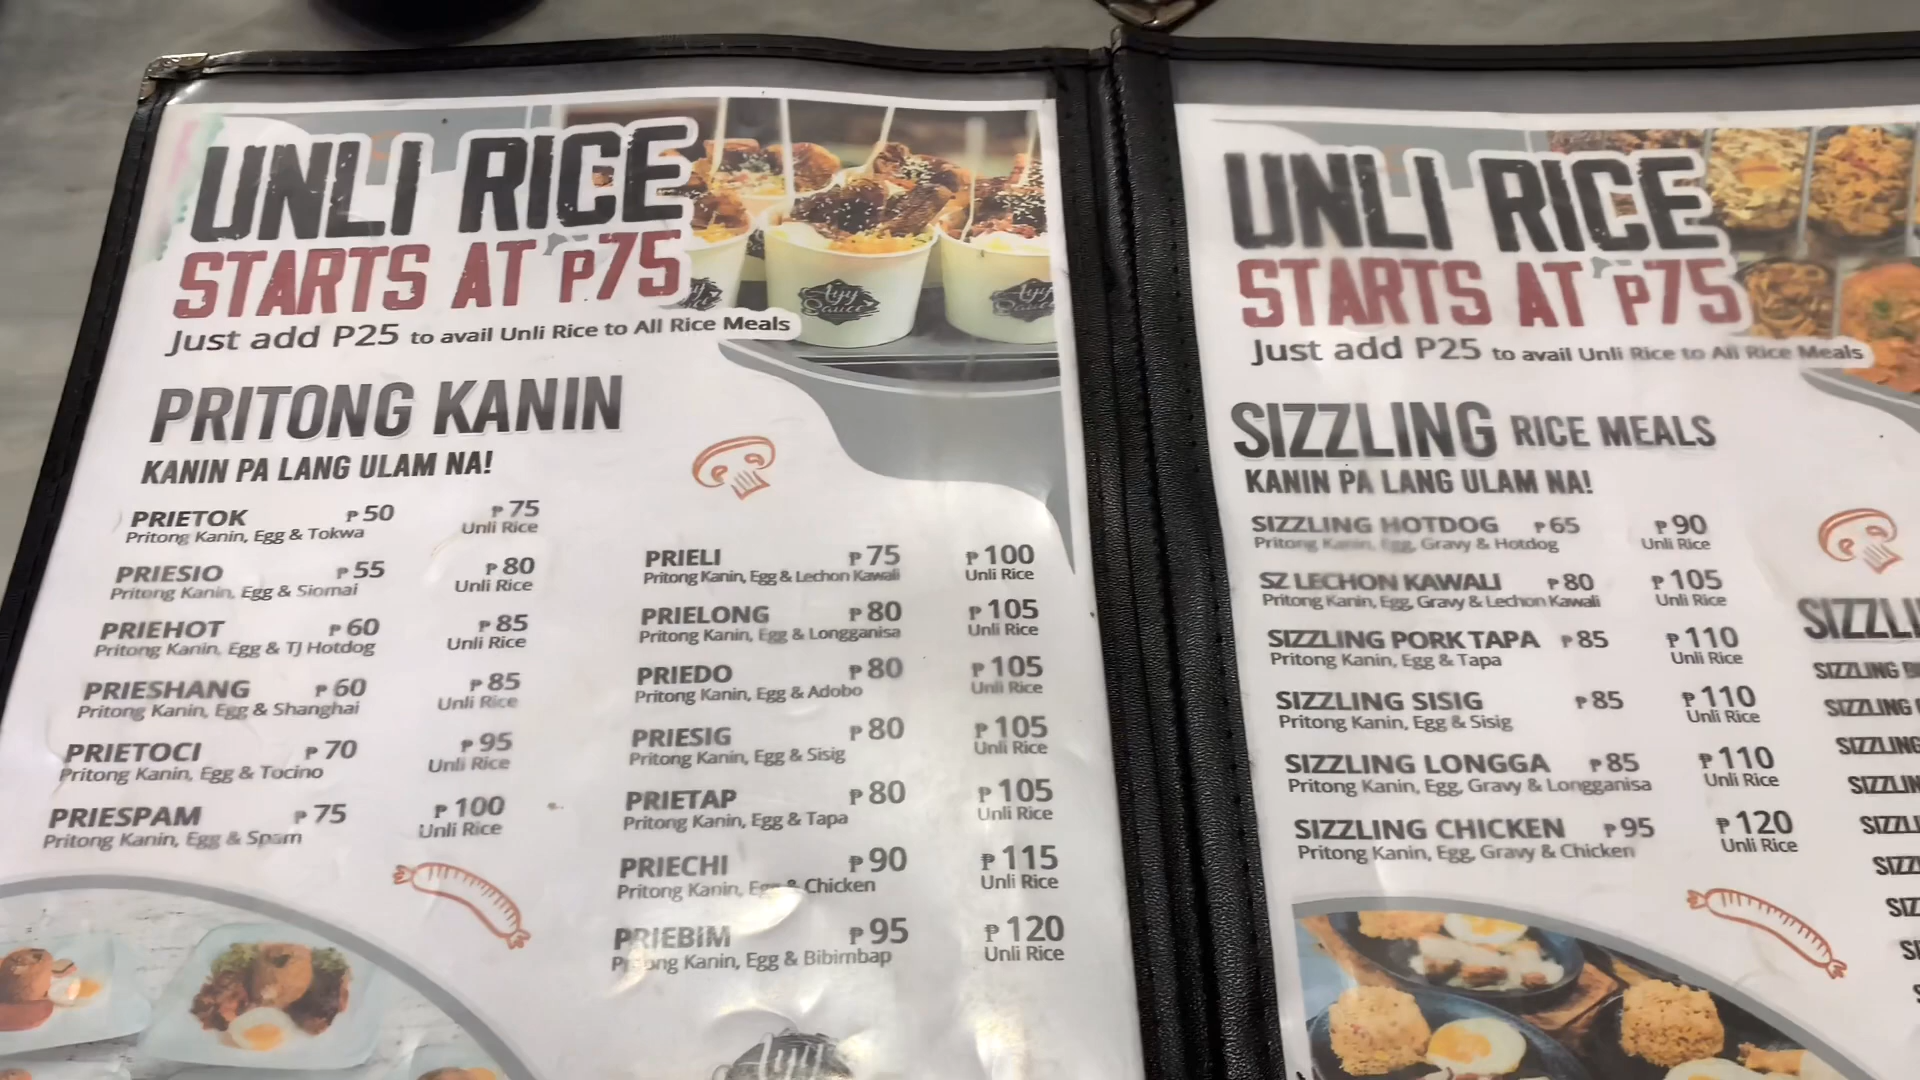 UNLI RICE
STARTS AT ₱75
Just add P25 to avail Unli Rice to All Rice Meals
PRITONG KANIN
KANIN PA LANG ULAM NA!
PRIETOK ₱50 ₱75
Pritong Kanin, Egg & Tokwa Unli Rice
PRIESIO ₱55 ₱80
Pritong Kanin, Egg & Siomai Unli Rice
PRIEHOT ₱60 ₱85
Pritong Kanin, Egg & TJ Hotdog Unli Rice
PRIESHANG ₱60 ₱85
Pritong Kanin, Egg & Shanghai Unli Rice
PRIETOCI ₱70 ₱95
Pritong Kanin, Egg & Tocino Unli Rice
PRIESPAM ₱75 ₱100
Pritong Kanin, Egg & Spam Unli Rice
PRIELI ₱75 ₱100
Pritong Kanin, Egg & Lechon Kawali Unli Rice
PRIELONG ₱80 ₱105
Pritong Kanin, Egg & Longganisa Unli Rice
PRIEDO ₱80 ₱105
Pritong Kanin, Egg & Adobo Unli Rice
PRIESIG ₱80 ₱105
Pritong Kanin, Egg & Sisig Unli Rice
PRIETAP ₱80 ₱105
Pritong Kanin, Egg & Tapa Unli Rice
PRIECHI ₱90 ₱115
Pritong Kanin, Egg & Chicken Unli Rice
PRIEBIM ₱95 ₱120
Pritong Kanin, Egg & Bibimbap Unli Rice
UNLI RICE
STARTS AT ₱75
Just add P25 to avail Unli Rice to All Rice Meals
SIZZLING RICE MEALS
KANIN PA LANG ULAM NA!
SIZZLING HOTDOG ₱65 ₱90
Pritong Kanin, Egg, Gravy & Hotdog Unli Rice
SZ LECHON KAWALI ₱80 ₱105
Pritong Kanin, Egg, Gravy & Lechon Kawali Unli Rice
SIZZLING PORK TAPA ₱85 ₱110
Pritong Kanin, Egg & Tapa Unli Rice
SIZZLING SISIG ₱85 ₱110
Pritong Kanin, Egg & Sisig Unli Rice
SIZZLING LONGGA ₱85 ₱110
Pritong Kanin, Egg, Gravy & Longganisa Unli Rice
SIZZLING CHICKEN ₱95 ₱120
Pritong Kanin, Egg, Gravy & Chicken Unli Rice
SIZZLING
SIZZLING
SIZZLING